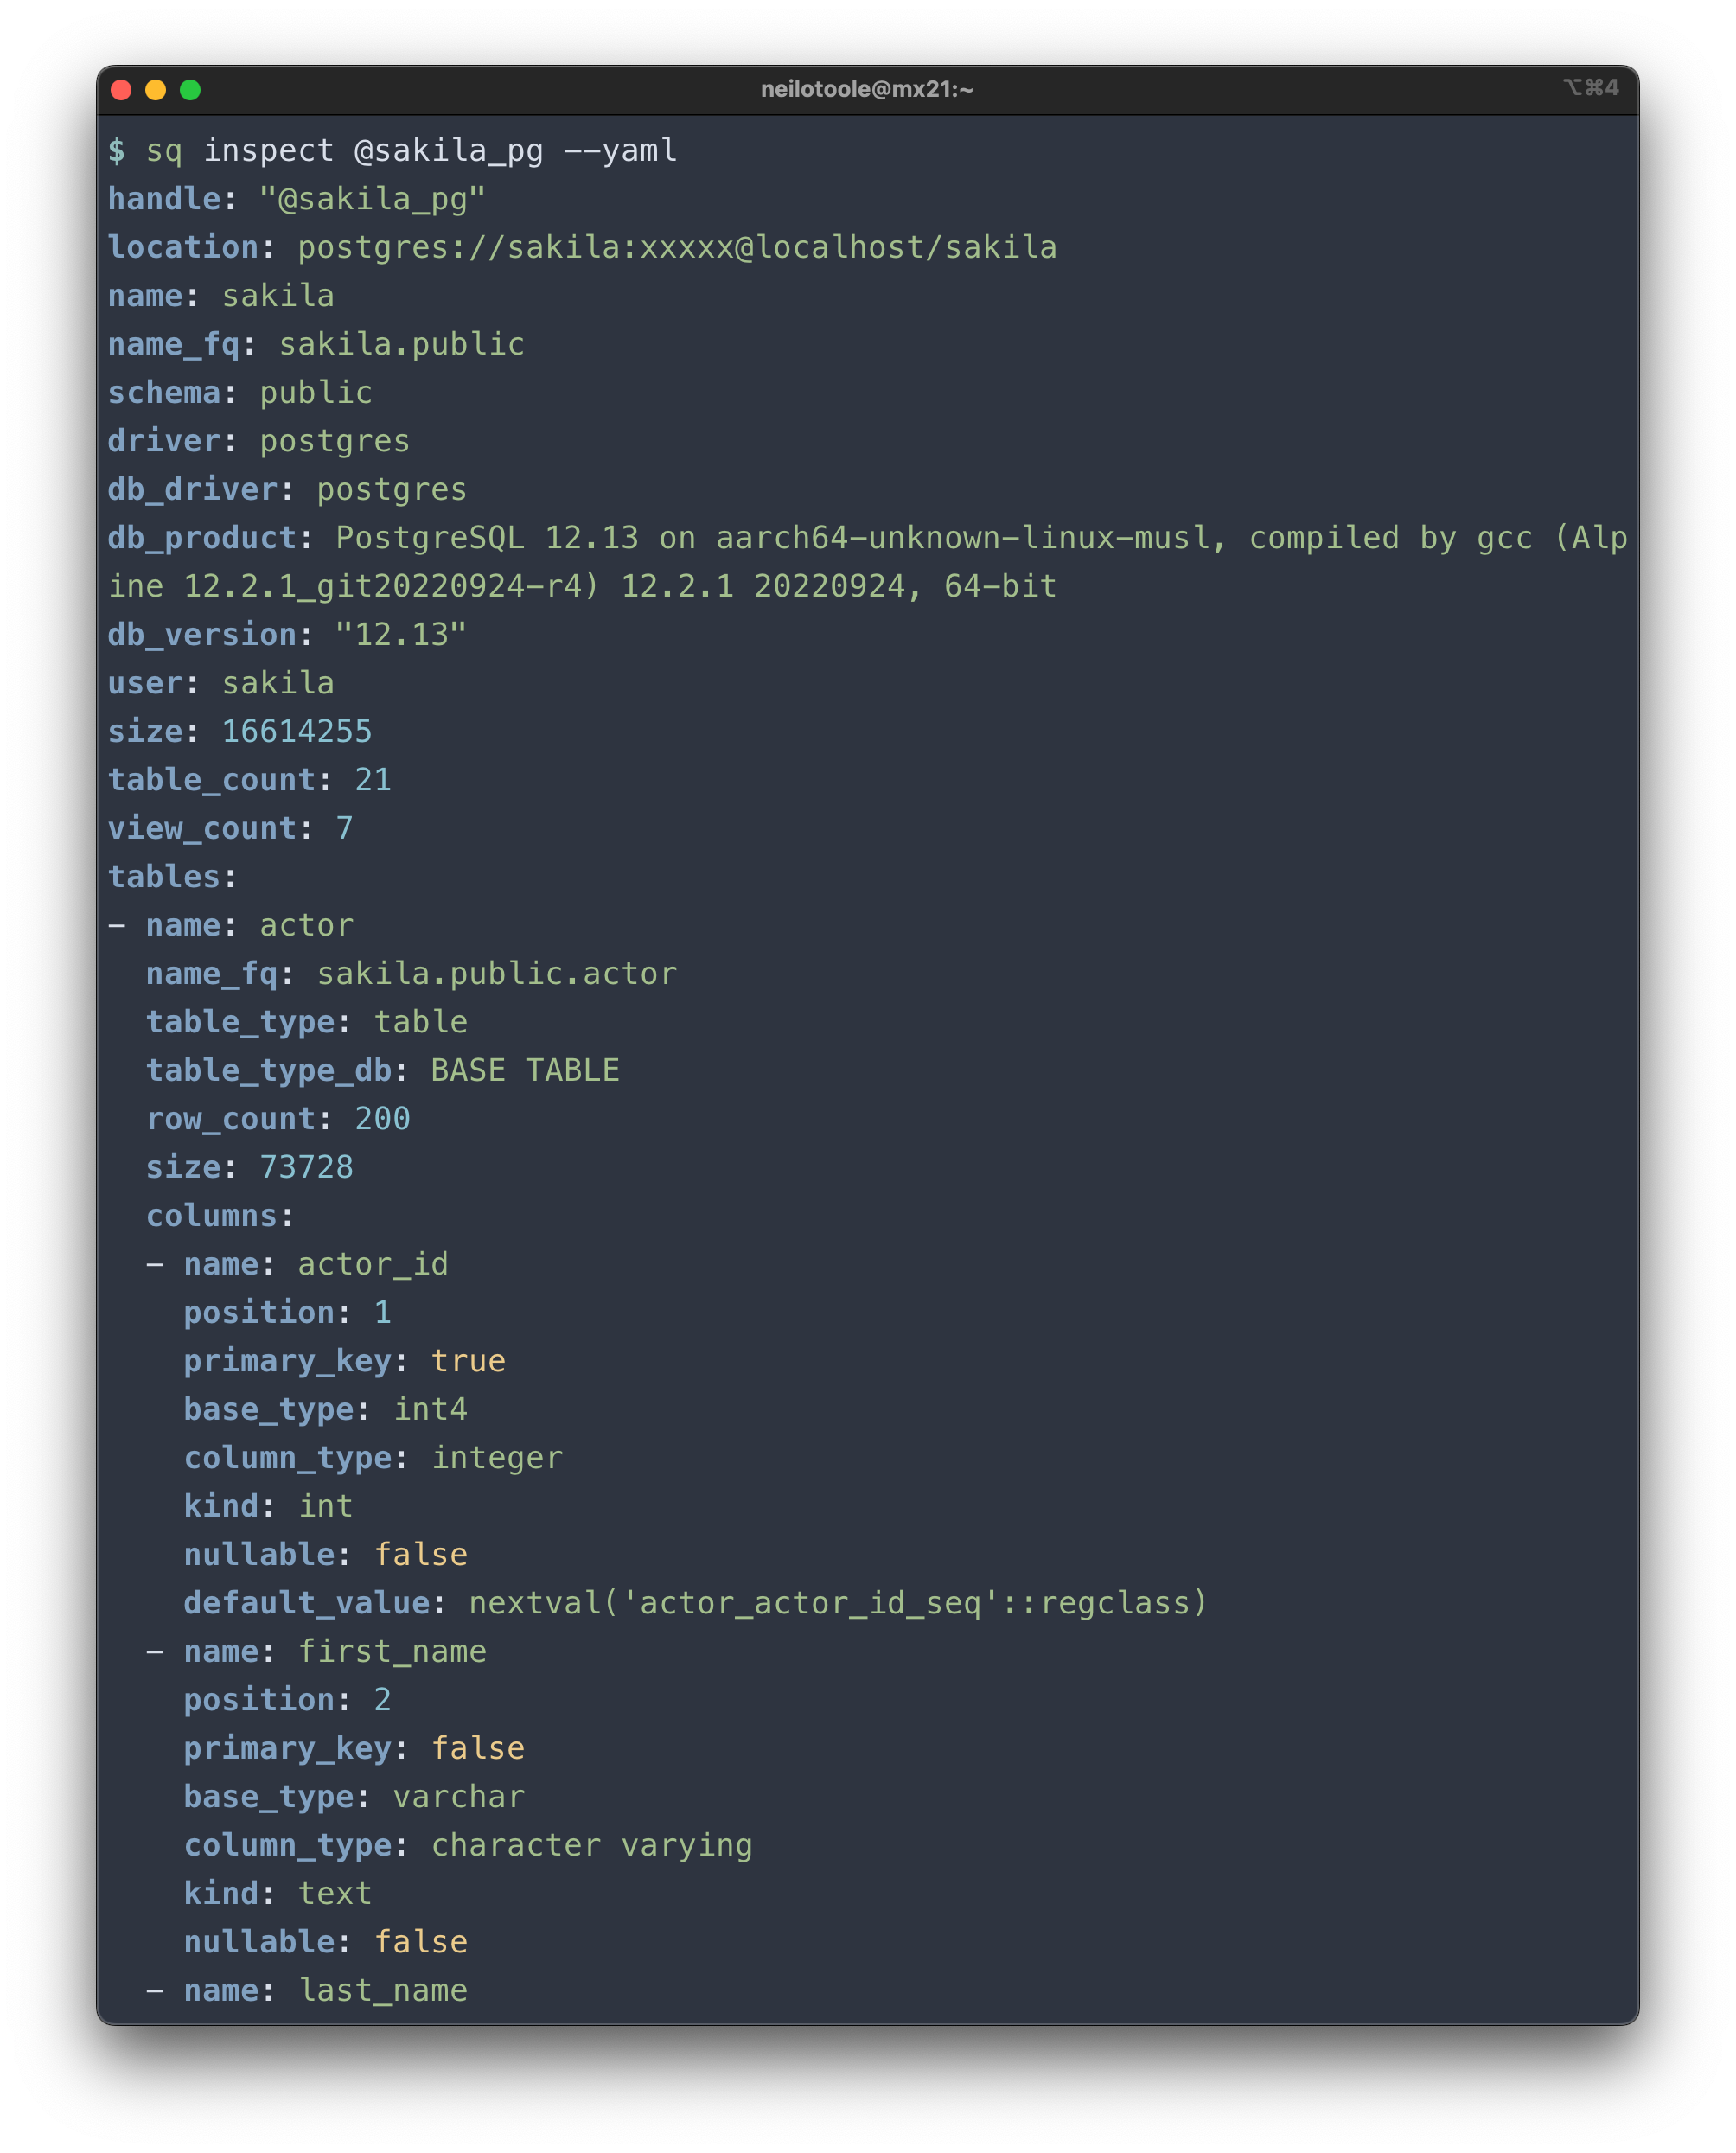 neilotoole@mx21:~
⌥⌘4
$ sq inspect @sakila_pg --yaml
handle: "@sakila_pg"
location: postgres://sakila:xxxxx@localhost/sakila
name: sakila
name_fq: sakila.public
schema: public
driver: postgres
db_driver: postgres
db_product: PostgreSQL 12.13 on aarch64-unknown-linux-musl, compiled by gcc (Alp
ine 12.2.1_git20220924-r4) 12.2.1 20220924, 64-bit
db_version: "12.13"
user: sakila
size: 16614255
table_count: 21
view_count: 7
tables:
- name: actor
  name_fq: sakila.public.actor
  table_type: table
  table_type_db: BASE TABLE
  row_count: 200
  size: 73728
  columns:
  - name: actor_id
    position: 1
    primary_key: true
    base_type: int4
    column_type: integer
    kind: int
    nullable: false
    default_value: nextval('actor_actor_id_seq'::regclass)
  - name: first_name
    position: 2
    primary_key: false
    base_type: varchar
    column_type: character varying
    kind: text
    nullable: false
  - name: last_name